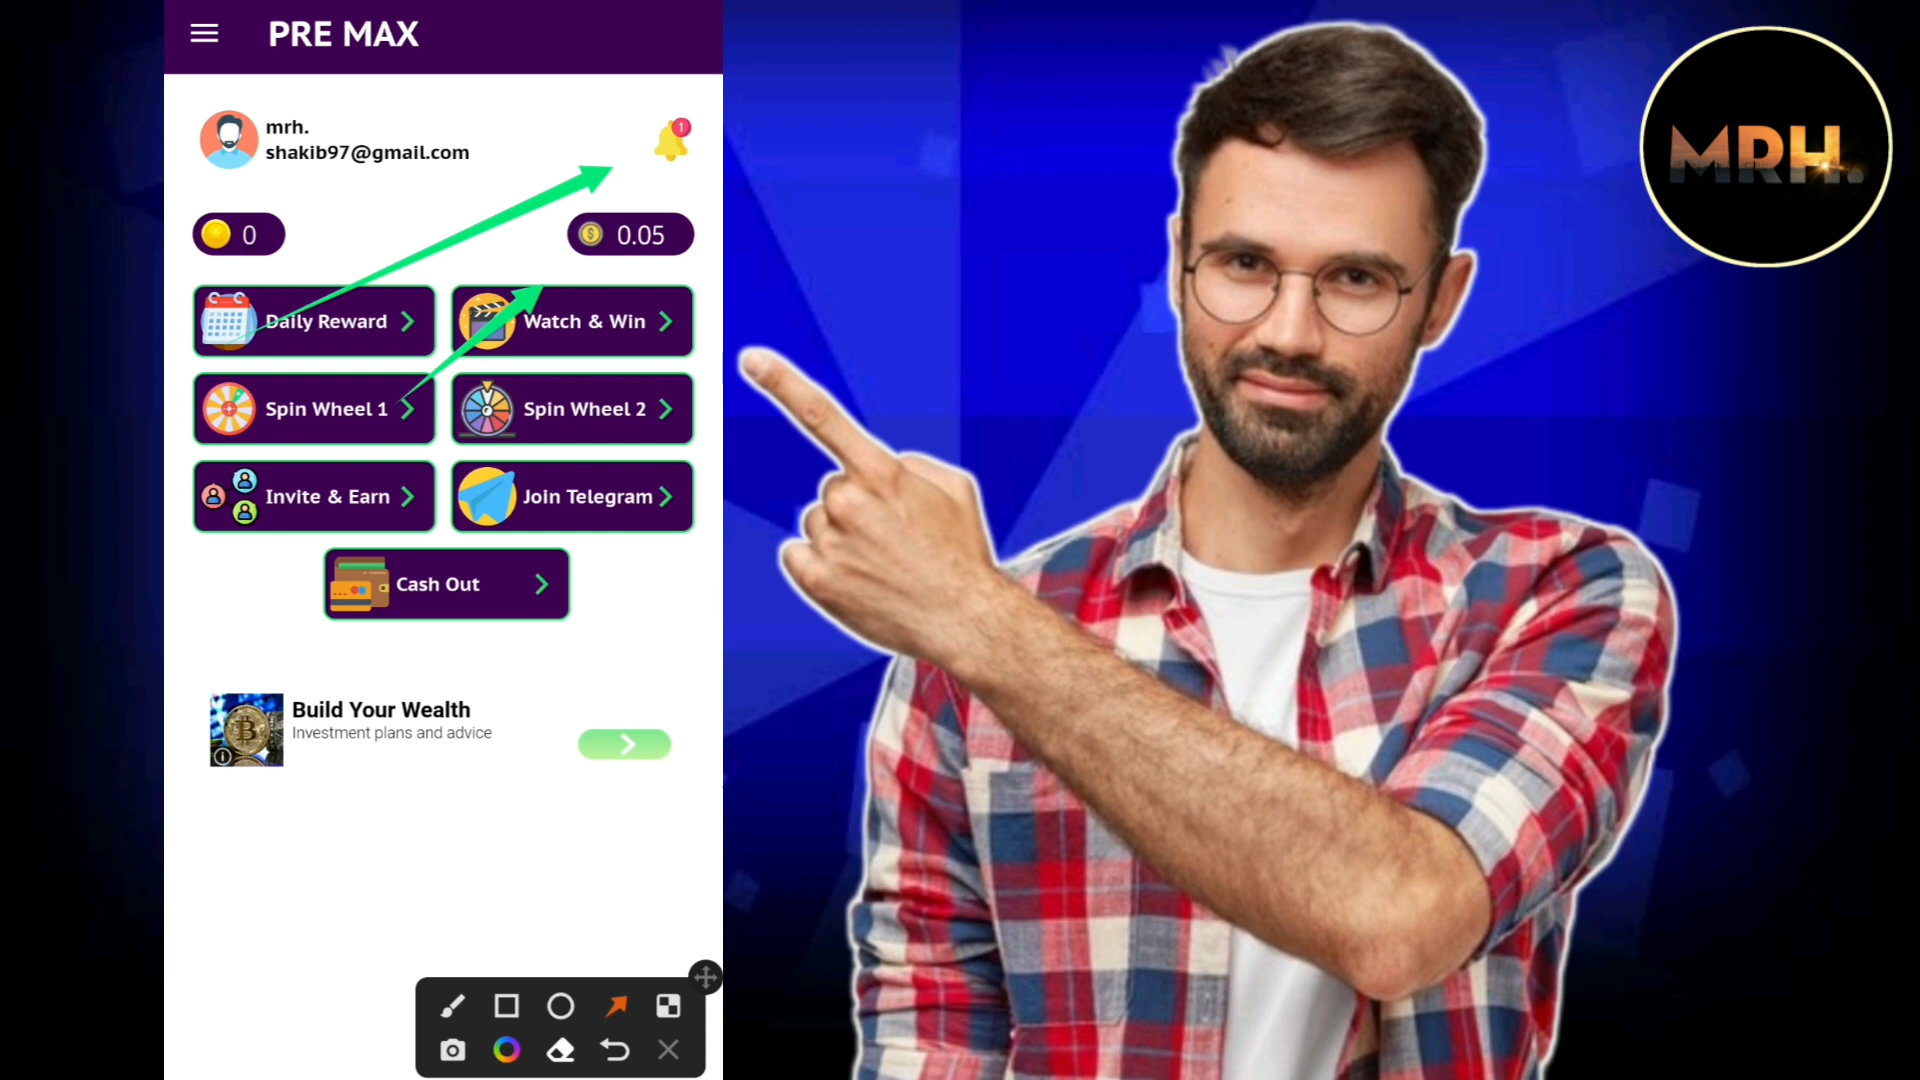 PRE MAX
mrh.
shakib97@gmail.com
1
0
0.05
Daily Reward
Watch & Win
Spin Wheel 1
Spin Wheel 2
Invite & Earn
Join Telegram
Cash Out
Build Your Wealth
Investment plans and advice
MRH.